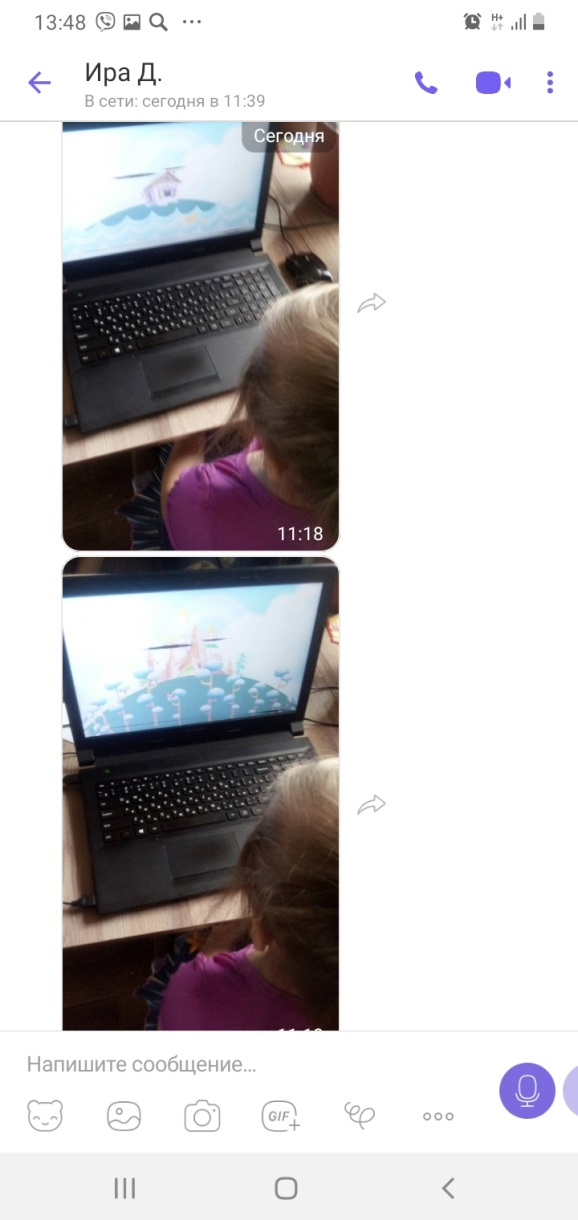 13:48
H+
Ира Д.
В сети: сегодня в 11:39
Сегодня
11:18
Напишите сообщение...
GIF